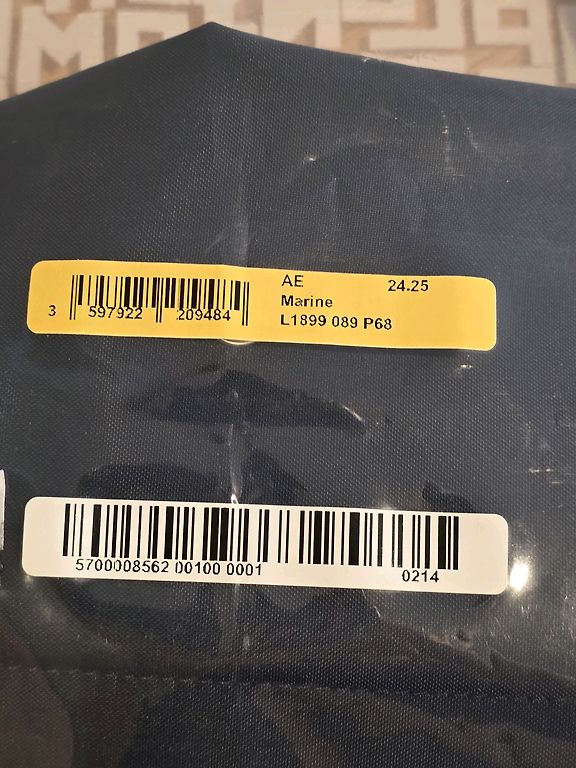 AE 24.25
Marine
L1899 089 P68
3 597922 209484
5700008562 00100 0001
0214